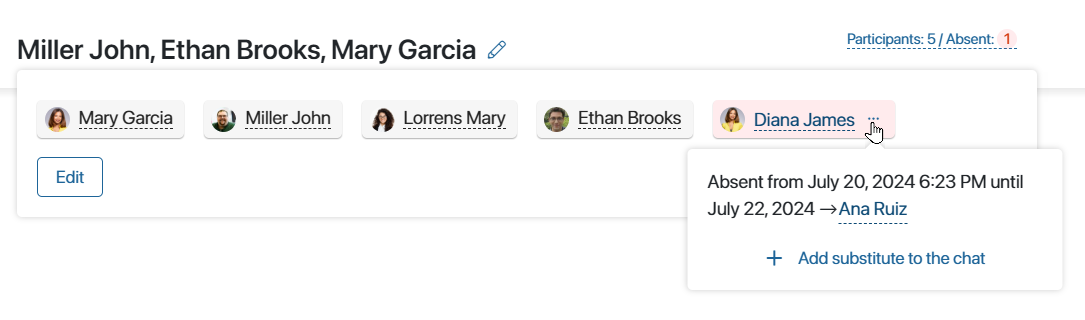 Miller John, Ethan Brooks, Mary Garcia
Participants: 5 / Absent: 1
Mary Garcia
Miller John
Lorrens Mary
Ethan Brooks
Diana James ...
Edit
Absent from July 20, 2024 6:23 PM until
July 22, 2024 →Ana Ruiz
+ Add substitute to the chat